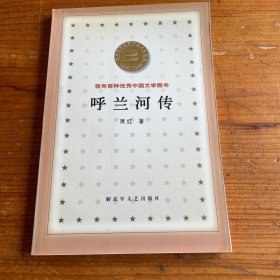 百年百种优秀中国文学图书
呼兰河传
萧红 著
解放军文艺出版社